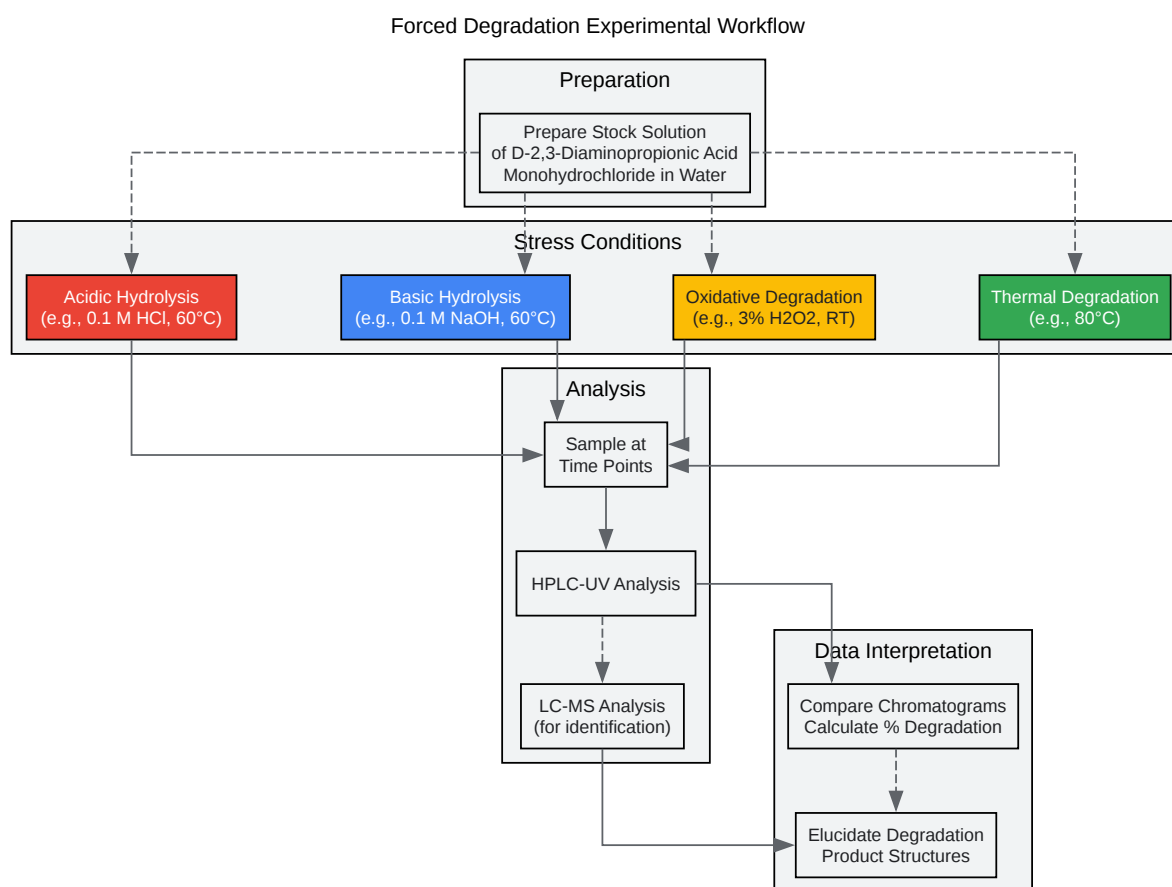 Forced Degradation Experimental Workflow
Preparation
Prepare Stock Solution
of D-2,3-Diaminopropionic Acid
Monohydrochloride in Water
Stress Conditions
Acidic Hydrolysis
(e.g., 0.1 M HCl, 60°C)
Basic Hydrolysis
(e.g., 0.1 M NaOH, 60°C)
Oxidative Degradation
(e.g., 3% H2O2, RT)
Thermal Degradation
(e.g., 80°C)
Analysis
Sample at
Time Points
HPLC-UV Analysis
LC-MS Analysis
(for identification)
Data Interpretation
Compare Chromatograms
Calculate % Degradation
Elucidate Degradation
Product Structures